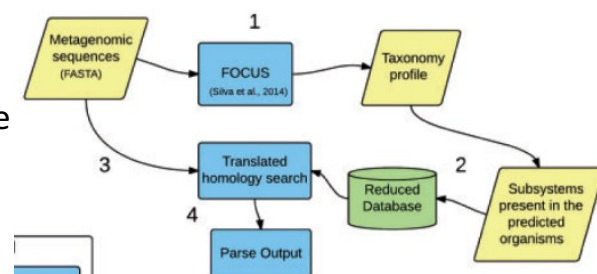 1
Metagenomic
sequences
(FASTA)
FOCUS
(Silva et al., 2014)
Taxonomy
profile
e
3
Translated
homology search
2
Reduced
Database
Subsystems
present in the
predicted
organisms
4
Parse Output